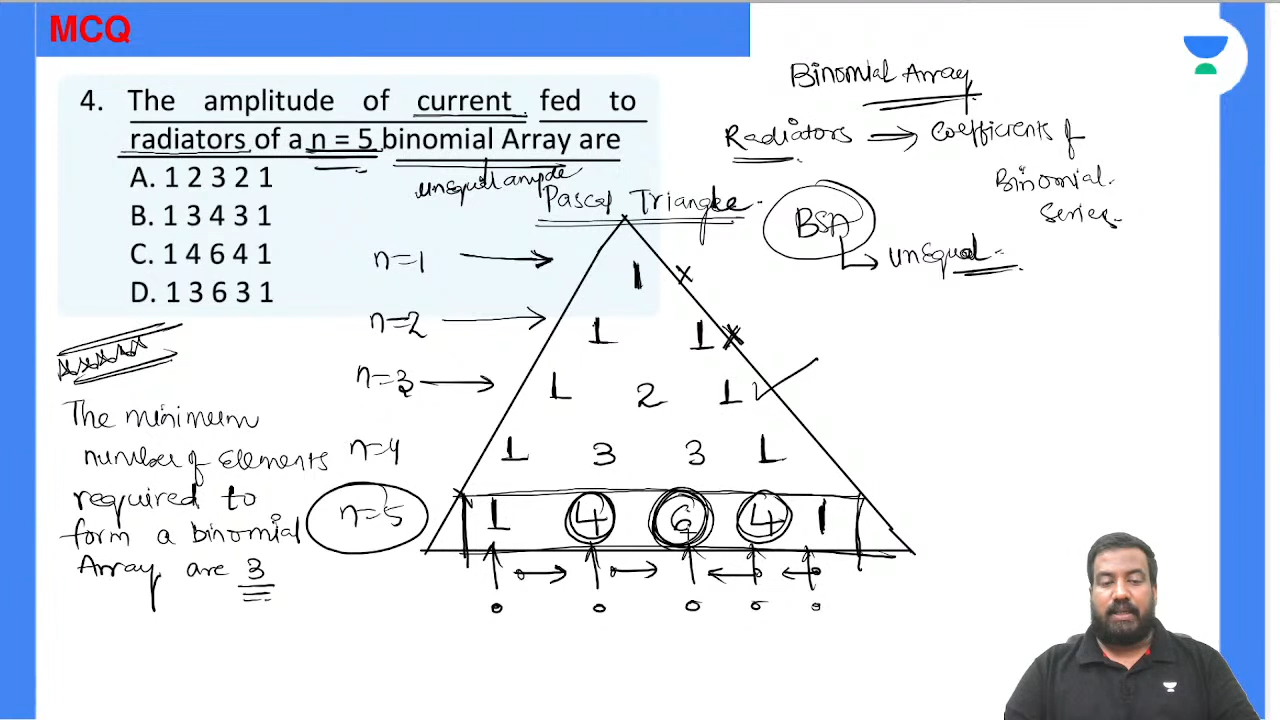 MCQ
4. The amplitude of current fed to
radiators of a n = 5 binomial Array are
A. 1 2 3 2 1
B. 1 3 4 3 1
C. 1 4 6 4 1
D. 1 3 6 3 1
Binomial Array
Radiators ⇒ Coefficients of
Binomial
Series
BSA
unequal
unequal
Pascal Triangle
n=1 1 x
n=2 1 1 x
n=3 1 2 1
n=4 1 3 3 1
n=5 1 4 6 4 1
The minimum
number of elements
required to
form a binomial
Array are 3